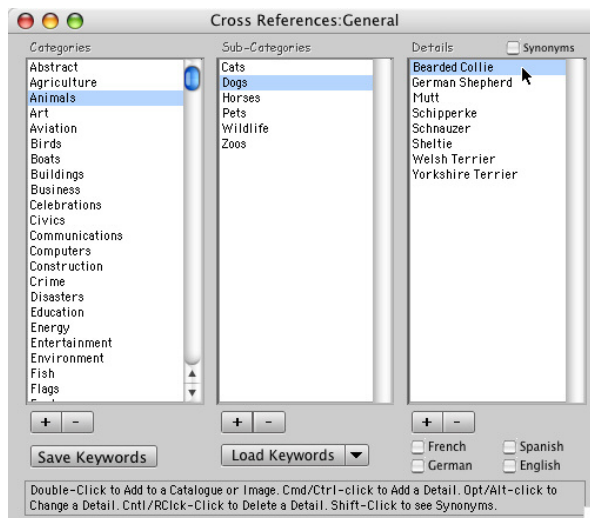 Cross References:General
Categories
Sub-Categories
Details
Synonyms
Abstract
Agriculture
Animals
Art
Aviation
Birds
Boats
Buildings
Business
Celebrations
Civics
Communications
Computers
Construction
Crime
Disasters
Education
Energy
Entertainment
Environment
Fish
Flags
Cats
Dogs
Horses
Pets
Wildlife
Zoos
Bearded Collie
German Shepherd
Mutt
Schipperke
Schnauzer
Sheltie
Welsh Terrier
Yorkshire Terrier
+ -
+ -
+ -
Save Keywords
Load Keywords
French
Spanish
German
English
Double-Click to Add to a Catalogue or Image. Cmd/Ctrl-click to
Add a Detail. Opt/Alt-click to
Change a Detail. Cntl/RClck-Click to Delete a Detail. Shift-Click to see Synonyms.